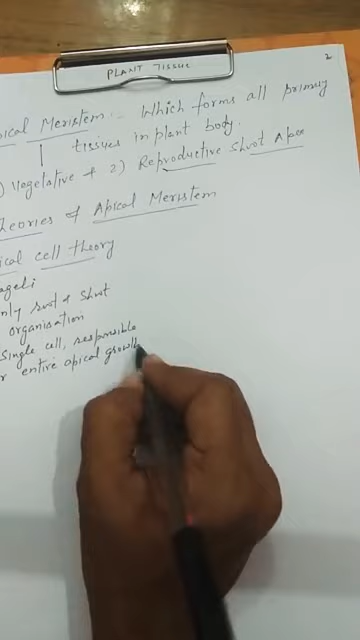 PLANT TISSUE
2
ical Meristem :- Which forms all primary
tissues in plant body.
) Vegetative & 2) Reproductive Shoot Apex
heories of Apical Meristem
ical cell theory
ageli
nly root & shoot
organisation
Single cell, responsible
r entire apical growth